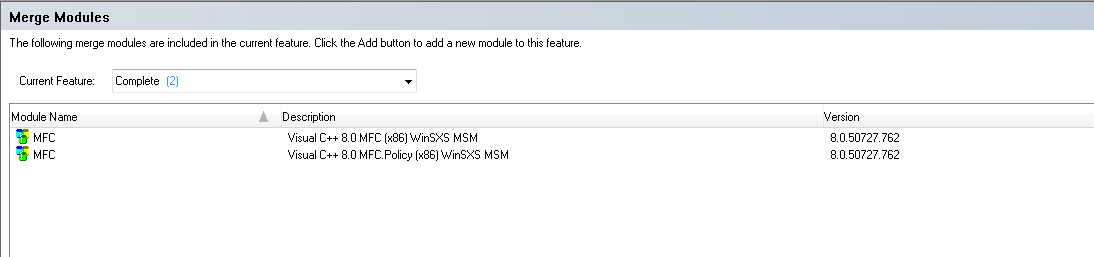 Merge Modules
The following merge modules are included in the current feature. Click the Add button to add a new module to this feature.
Current Feature: Complete (2)
Module Name Description Version
MFC Visual C++ 8.0 MFC (x86) WinSXS MSM 8.0.50727.762
MFC Visual C++ 8.0 MFC.Policy (x86) WinSXS MSM 8.0.50727.762